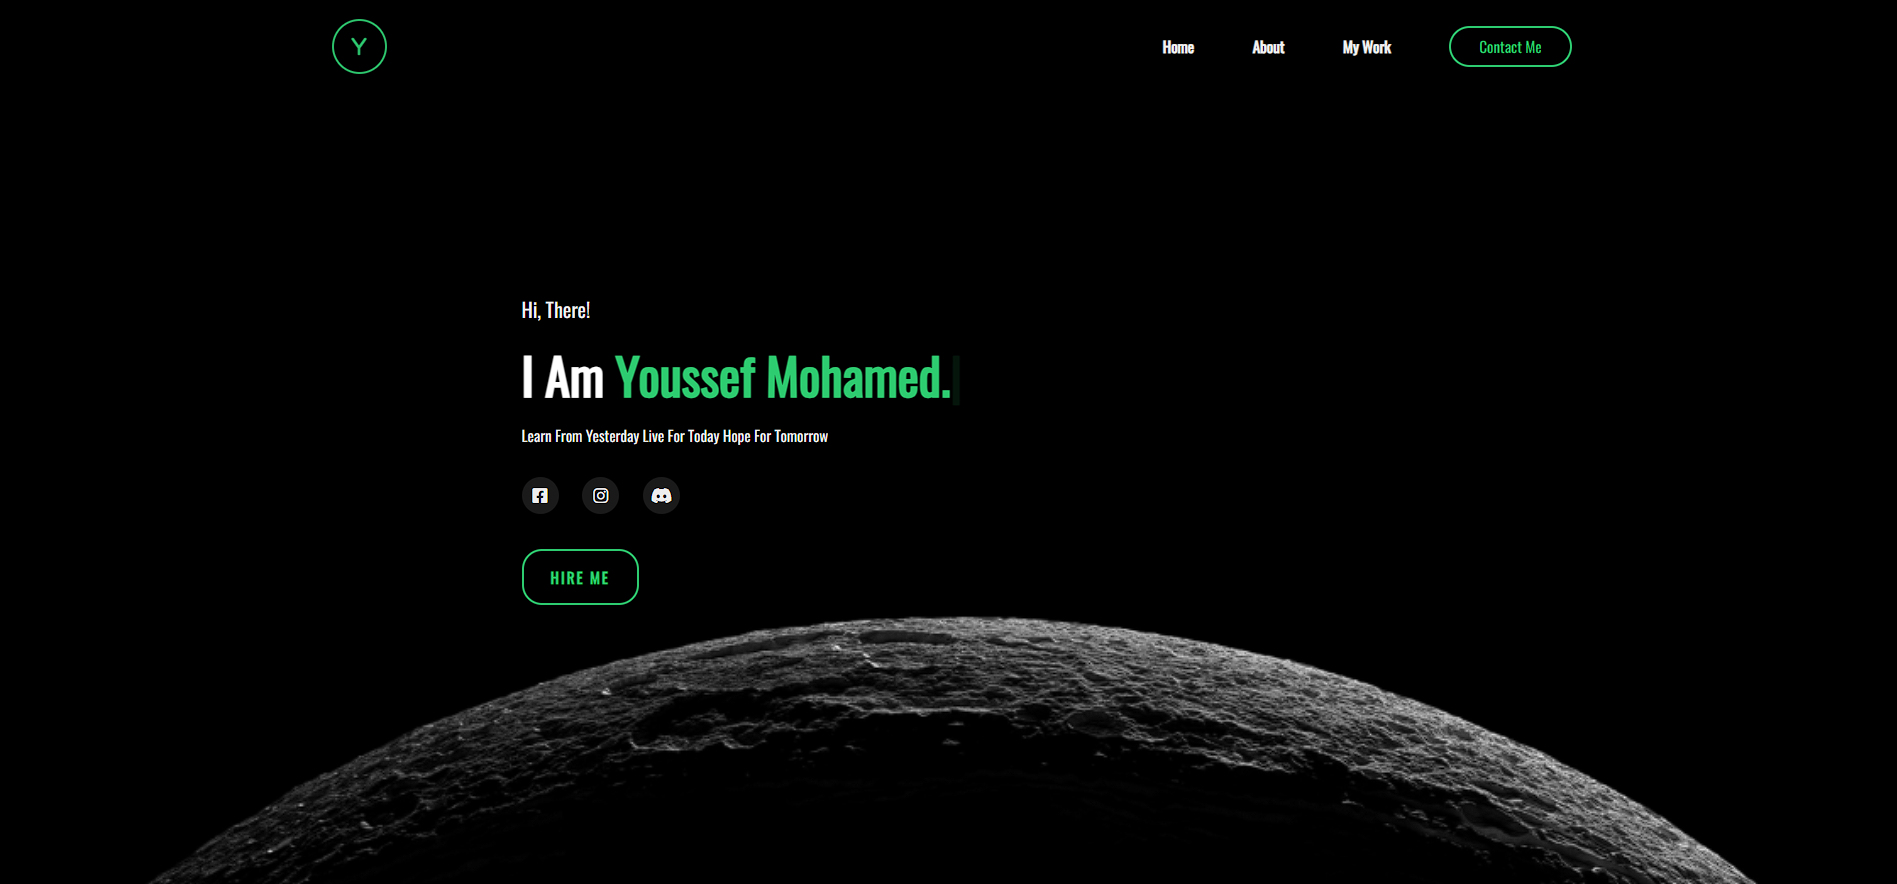 Y
Home About My Work Contact Me
Hi, There!
I Am Youssef Mohamed.
Learn From Yesterday Live For Today Hope For Tomorrow
HIRE ME